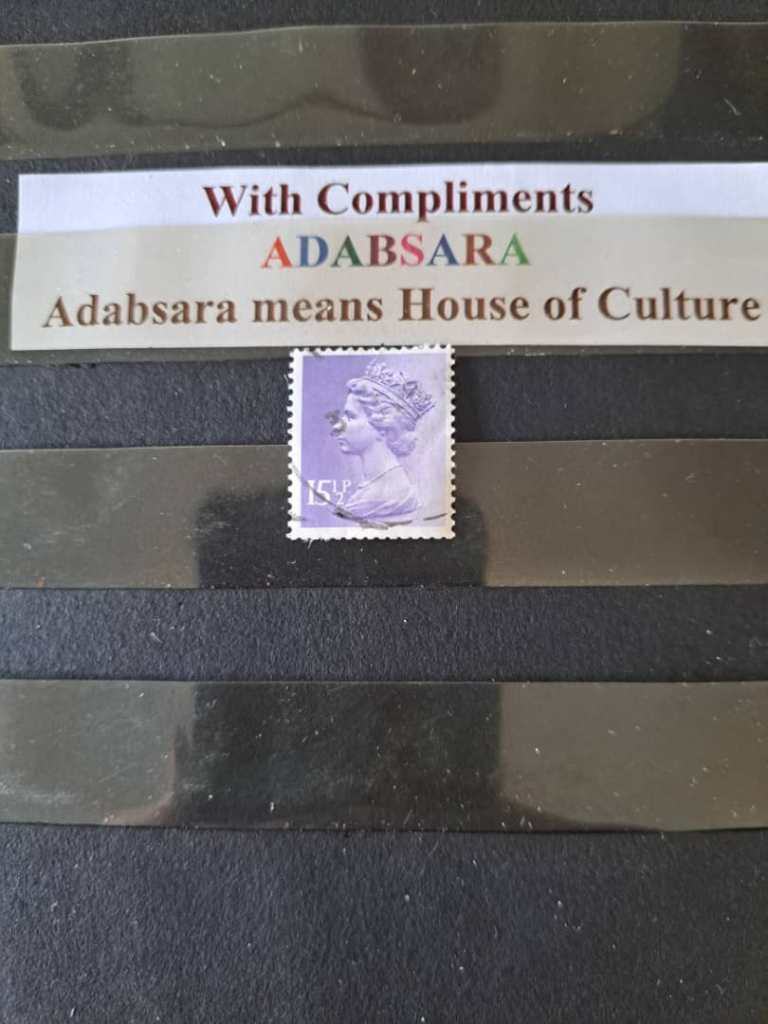 With Compliments
ADABSARA
Adabsara means House of Culture
15½P